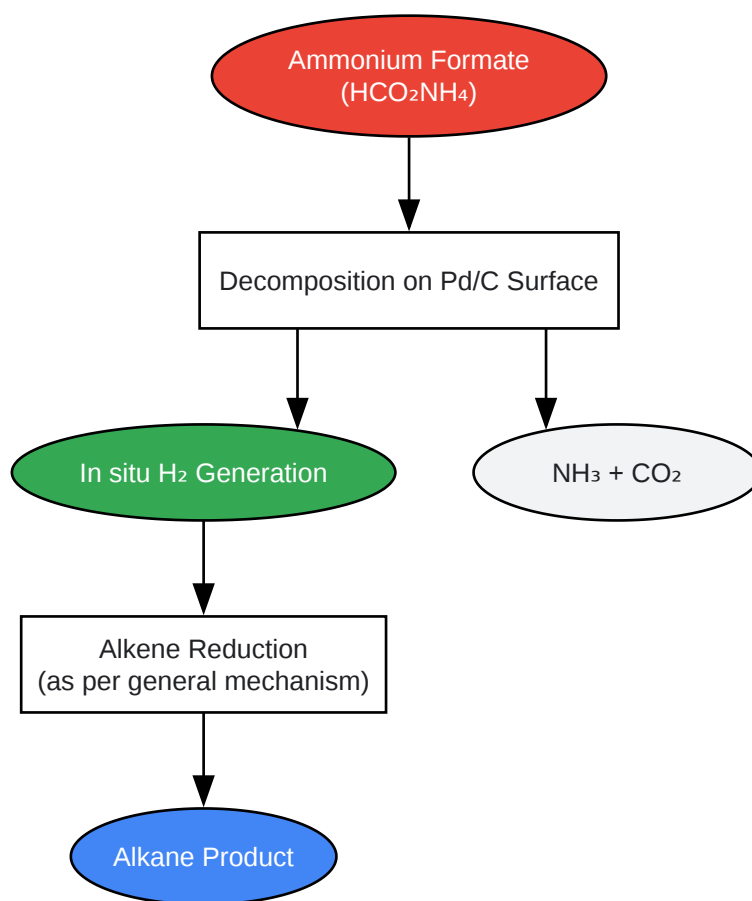 Ammonium Formate
(HCO₂NH₄)
Decomposition on Pd/C Surface
In situ H₂ Generation
NH₃ + CO₂
Alkene Reduction
(as per general mechanism)
Alkane Product